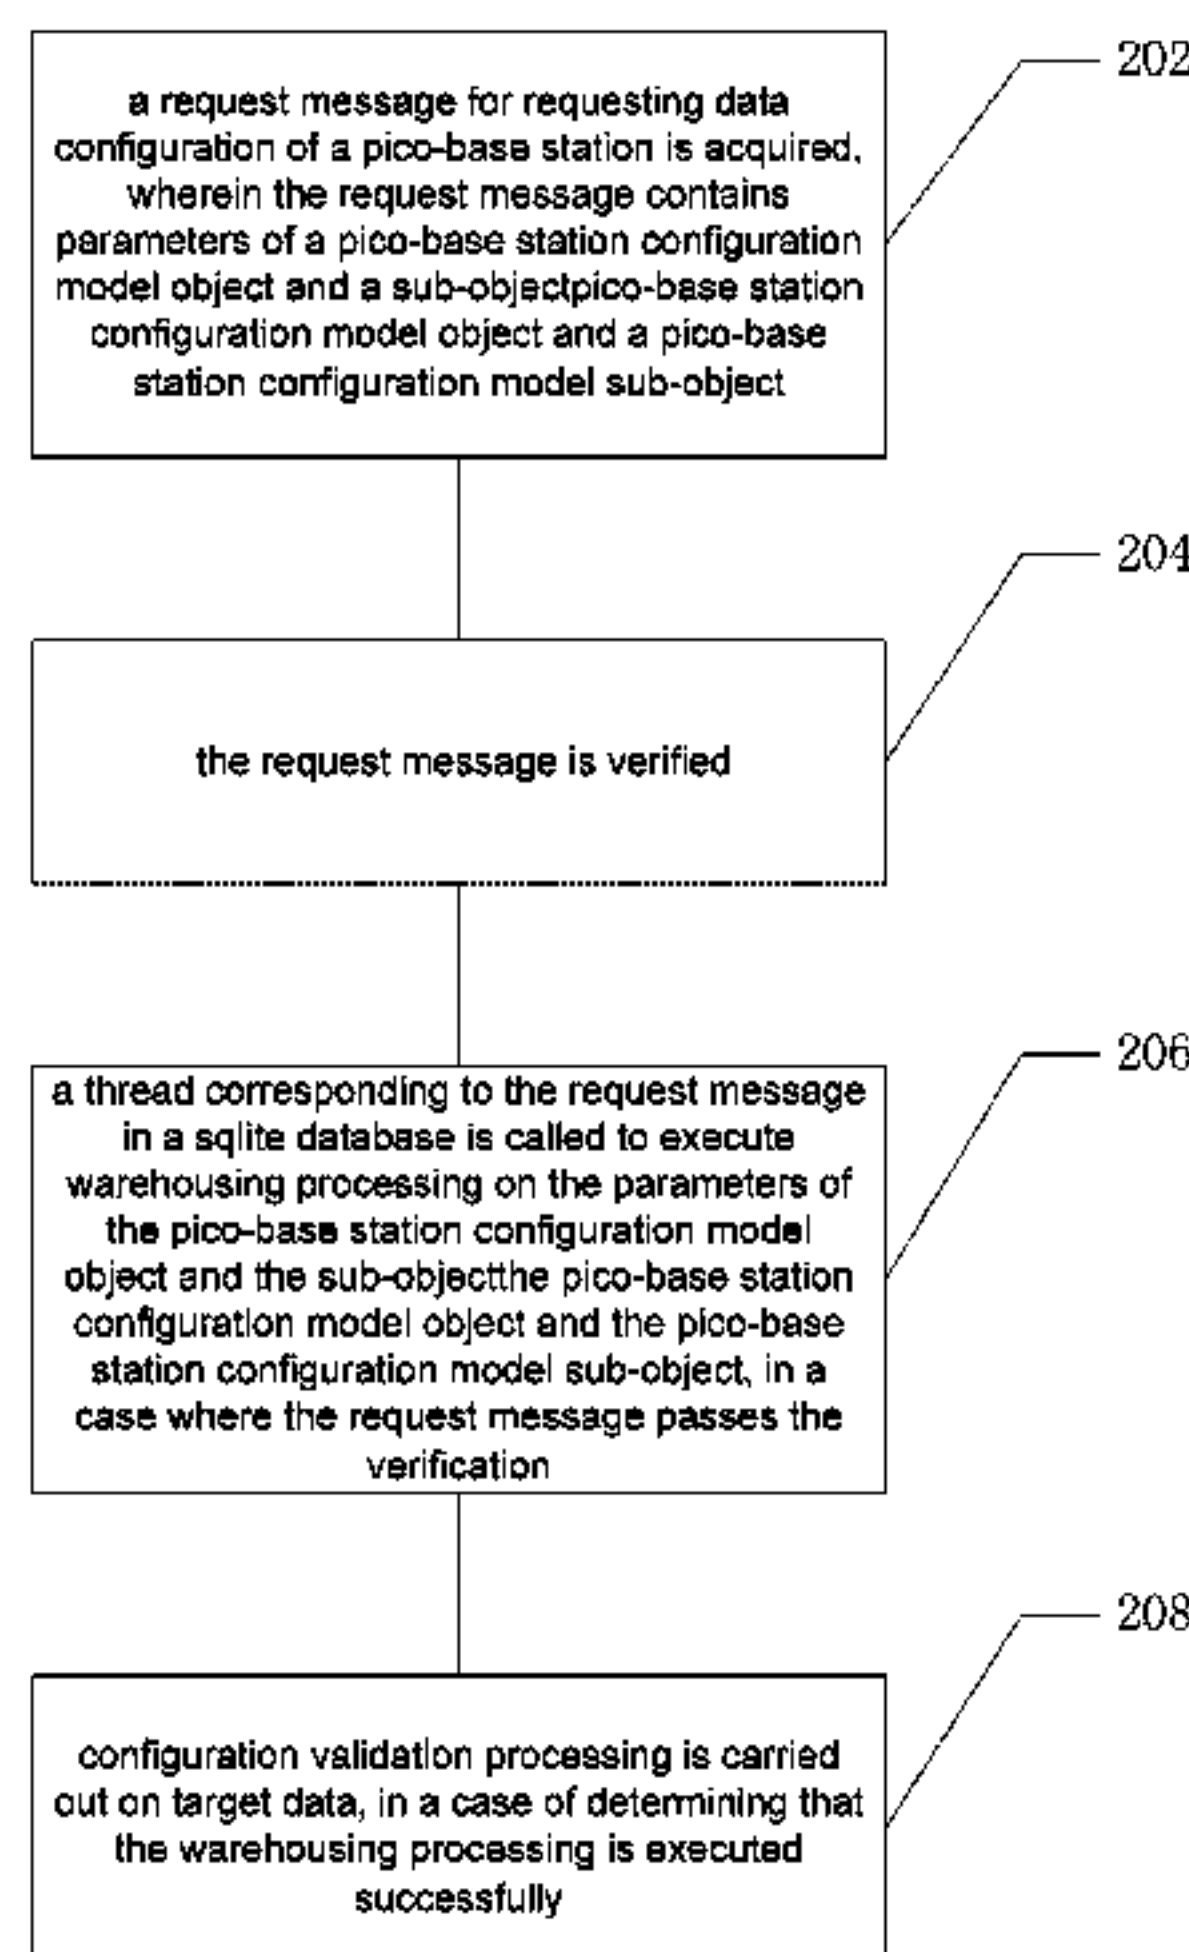 202
a request message for requesting data
configuration of a pico-base station is acquired,
wherein the request message contains
parameters of a pico-base station configuration
model object and a sub-objectpico-base station
configuration model object and a pico-base
station configuration model sub-object
204
the request message is verified
206
a thread corresponding to the request message
in a sqlite database is called to execute
warehousing processing on the parameters of
the pico-base station configuration model
object and the sub-objectthe pico-base station
configuration model object and the pico-base
station configuration model sub-object, in a
case where the request message passes the
verification
208
configuration validation processing is carried
out on target data, in a case of determining that
the warehousing processing is executed
successfully